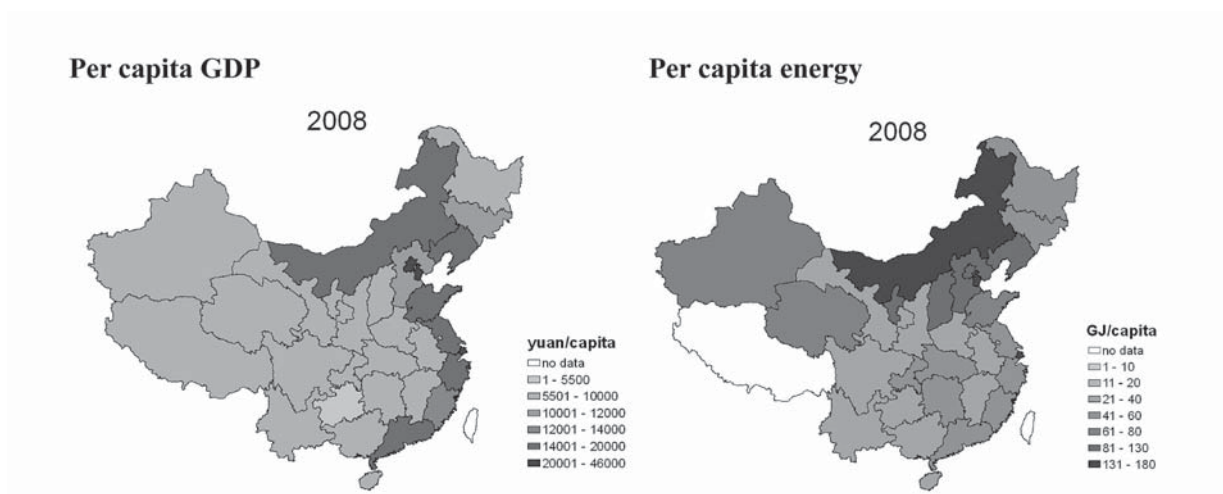 Per capita GDP
2008
yuan/capita
no data
1 - 5500
5501 - 10000
10001 - 12000
12001 - 14000
14001 - 20000
20001 - 46000
Per capita energy
2008
GJ/capita
no data
1 - 10
11 - 20
21 - 40
41 - 60
61 - 80
81 - 130
131 - 180